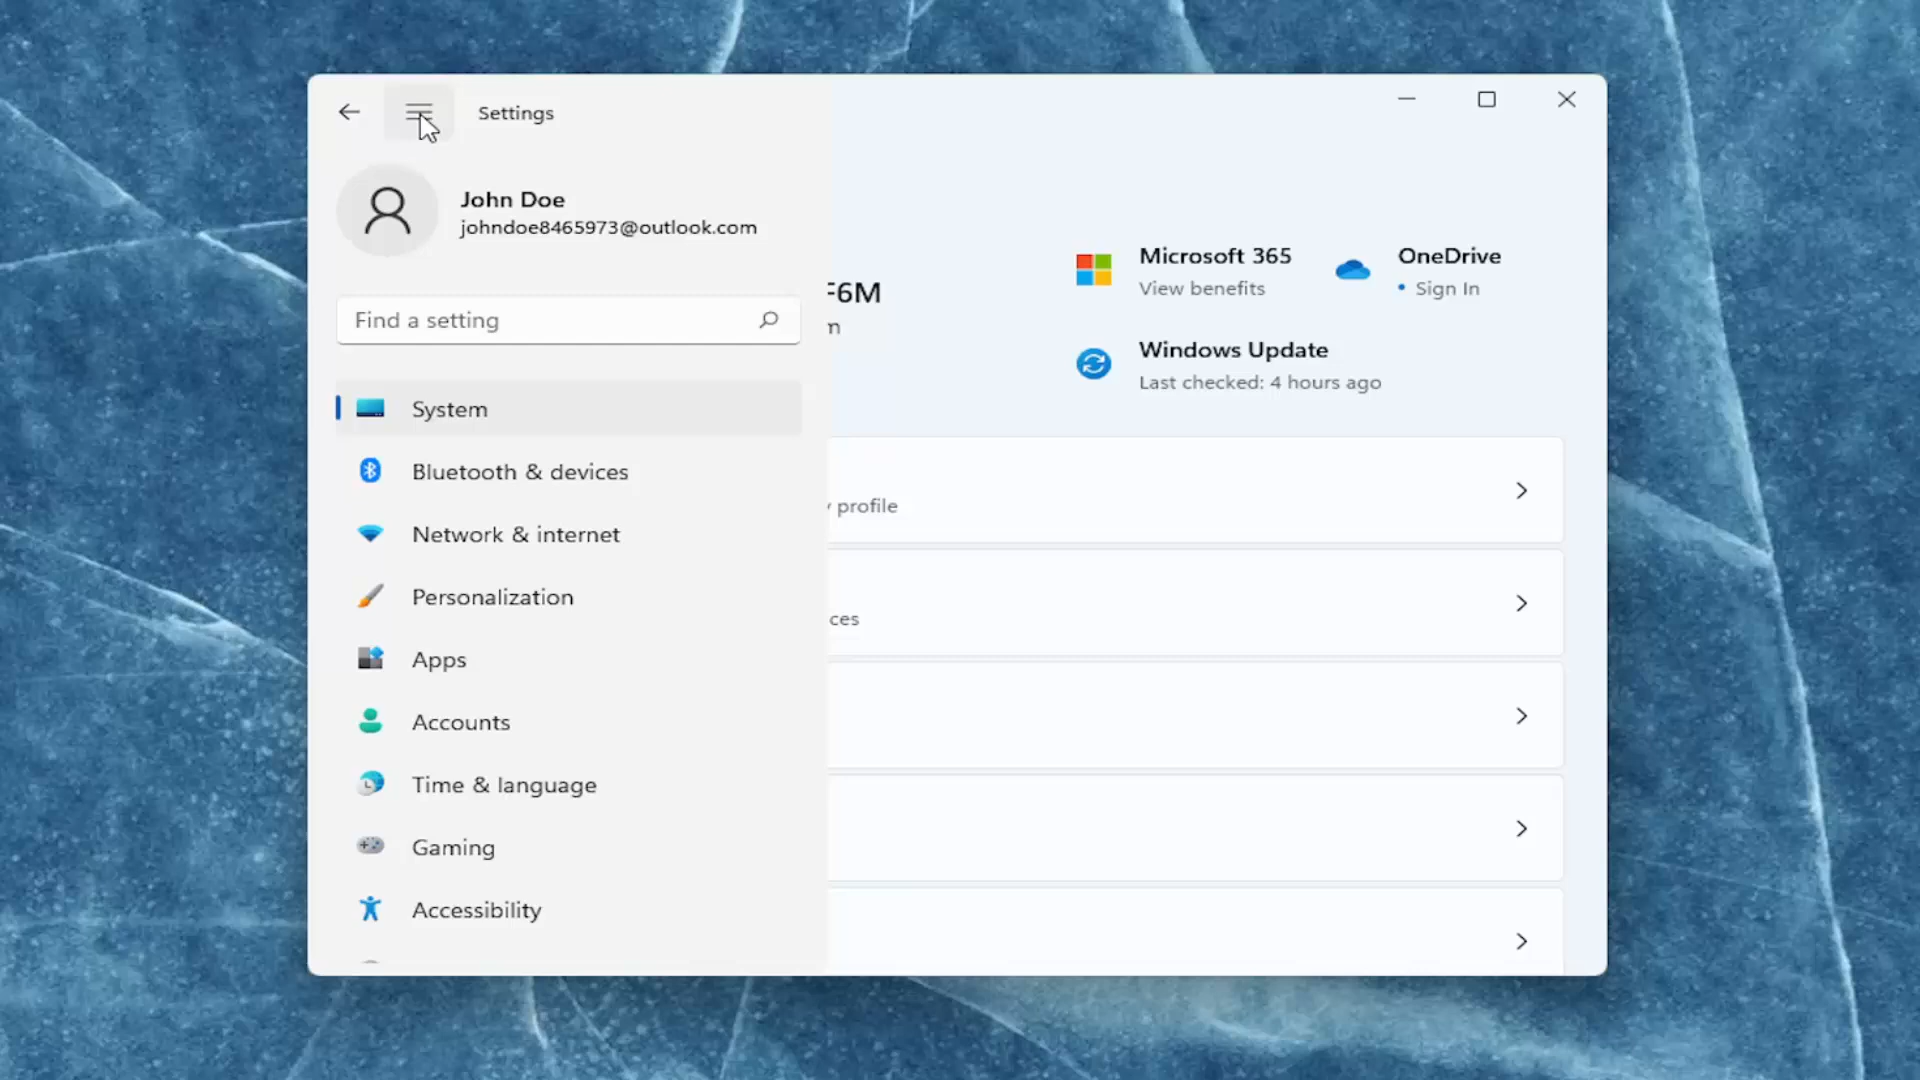 Settings
John Doe
johndoe8465973@outlook.com
Find a setting
System
Bluetooth & devices
Network & internet
Personalization
Apps
Accounts
Time & language
Gaming
Accessibility
F6M
Microsoft 365
View benefits
OneDrive
• Sign In
Windows Update
Last checked: 4 hours ago
profile
ces